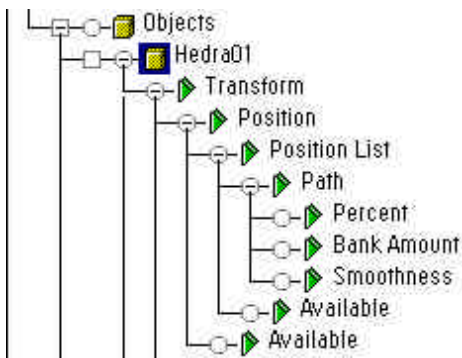 Objects
Hedra01
Transform
Position
Position List
Path
Percent
Bank Amount
Smoothness
Available
Available